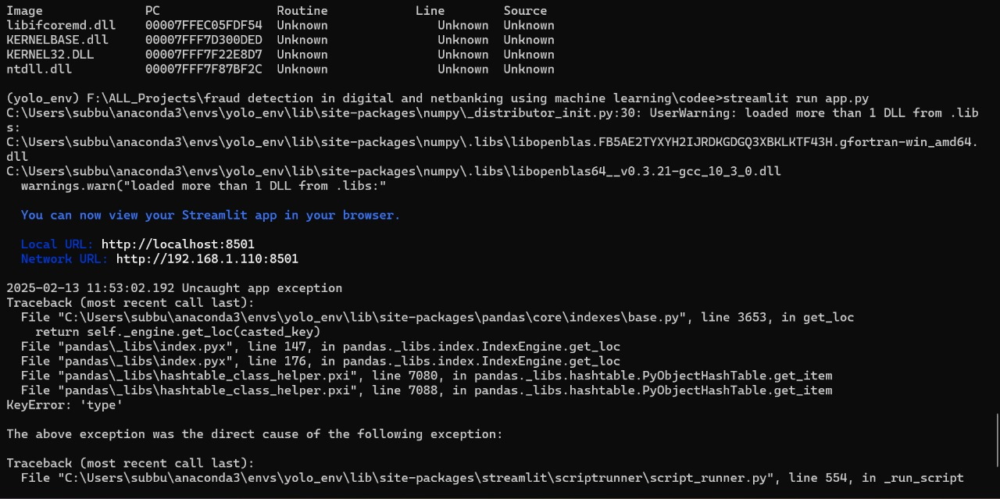 Image PC Routine Line Source
libifcoremd.dll 00007FFEC05FDF54 Unknown Unknown Unknown
KERNELBASE.dll 00007FFF7D300DED Unknown Unknown Unknown
KERNEL32.DLL 00007FFF7F22E8D7 Unknown Unknown Unknown
ntdll.dll 00007FFF7F87BF2C Unknown Unknown Unknown
(yolo_env) F:\ALL_Projects\fraud detection in digital and netbanking using machine learning\codee>streamlit run app.py
C:\Users\subbu\anaconda3\envs\yolo_env\lib\site-packages\numpy\_distributor_init.py:30: UserWarning: loaded more than 1 DLL from .lib
s:
C:\Users\subbu\anaconda3\envs\yolo_env\lib\site-packages\numpy\.libs\libopenblas.FB5AE2TYXYH2IJRDKGDGQ3XBKLKTF43H.gfortran-win_amd64.
dll
C:\Users\subbu\anaconda3\envs\yolo_env\lib\site-packages\numpy\.libs\libopenblas64__v0.3.21-gcc_10_3_0.dll
  warnings.warn("loaded more than 1 DLL from .libs:"
  You can now view your Streamlit app in your browser.
  Local URL: http://localhost:8501
  Network URL: http://192.168.1.110:8501
2025-02-13 11:53:02.192 Uncaught app exception
Traceback (most recent call last):
  File "C:\Users\subbu\anaconda3\envs\yolo_env\lib\site-packages\pandas\core\indexes\base.py", line 3653, in get_loc
    return self._engine.get_loc(casted_key)
  File "pandas\_libs\index.pyx", line 147, in pandas._libs.index.IndexEngine.get_loc
  File "pandas\_libs\index.pyx", line 176, in pandas._libs.index.IndexEngine.get_loc
  File "pandas\_libs\hashtable_class_helper.pxi", line 7080, in pandas._libs.hashtable.PyObjectHashTable.get_item
  File "pandas\_libs\hashtable_class_helper.pxi", line 7088, in pandas._libs.hashtable.PyObjectHashTable.get_item
KeyError: 'type'
The above exception was the direct cause of the following exception:
Traceback (most recent call last):
  File "C:\Users\subbu\anaconda3\envs\yolo_env\lib\site-packages\streamlit\scriptrunner\script_runner.py", line 554, in _run_script